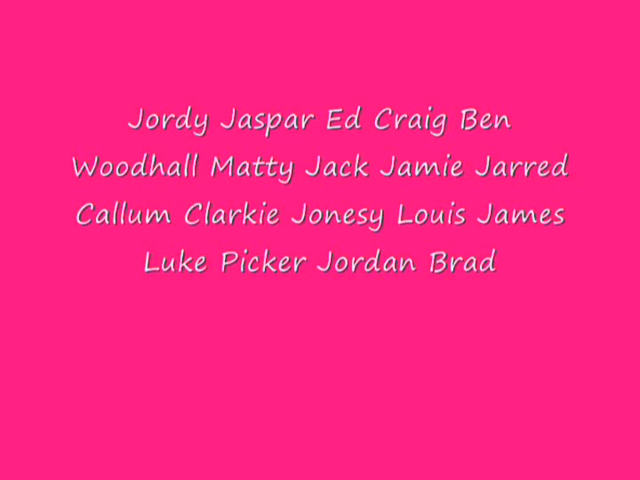 Jordy Jaspar Ed Craig Ben
Woodhall Matty Jack Jamie Jarred
Callum Clarkie Jonesy Louis James
Luke Picker Jordan Brad